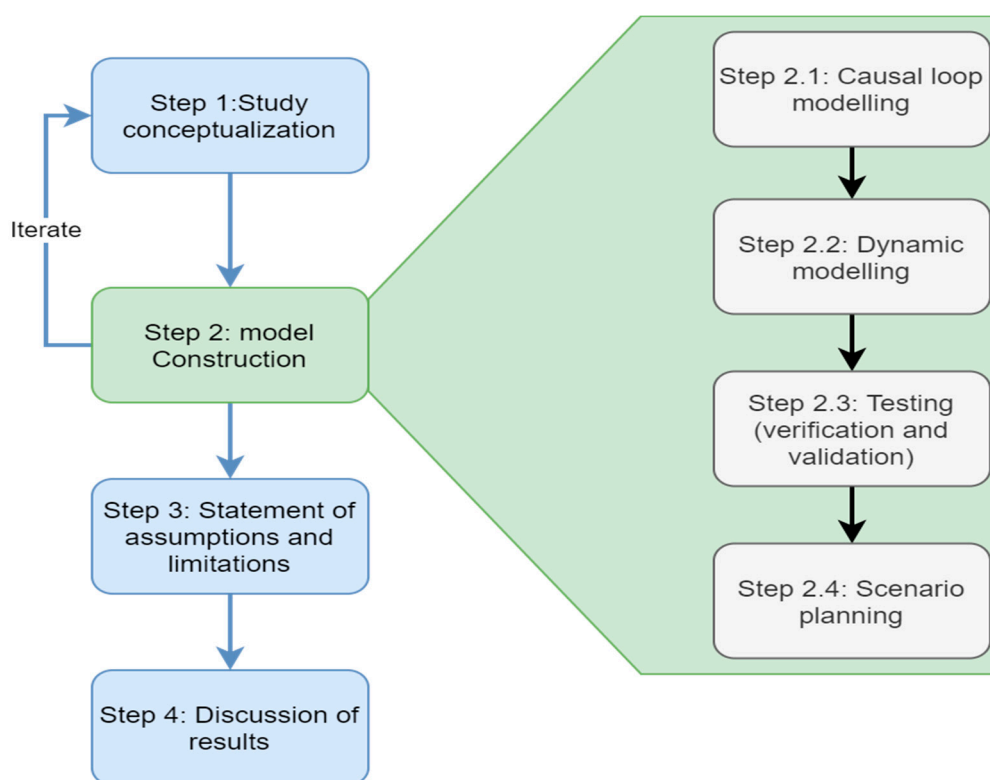 Step 1:Study
conceptualization
Iterate
Step 2: model
Construction
Step 3: Statement of
assumptions and
limitations
Step 4: Discussion of
results
Step 2.1: Causal loop
modelling
Step 2.2: Dynamic
modelling
Step 2.3: Testing
(verification and
validation)
Step 2.4: Scenario
planning